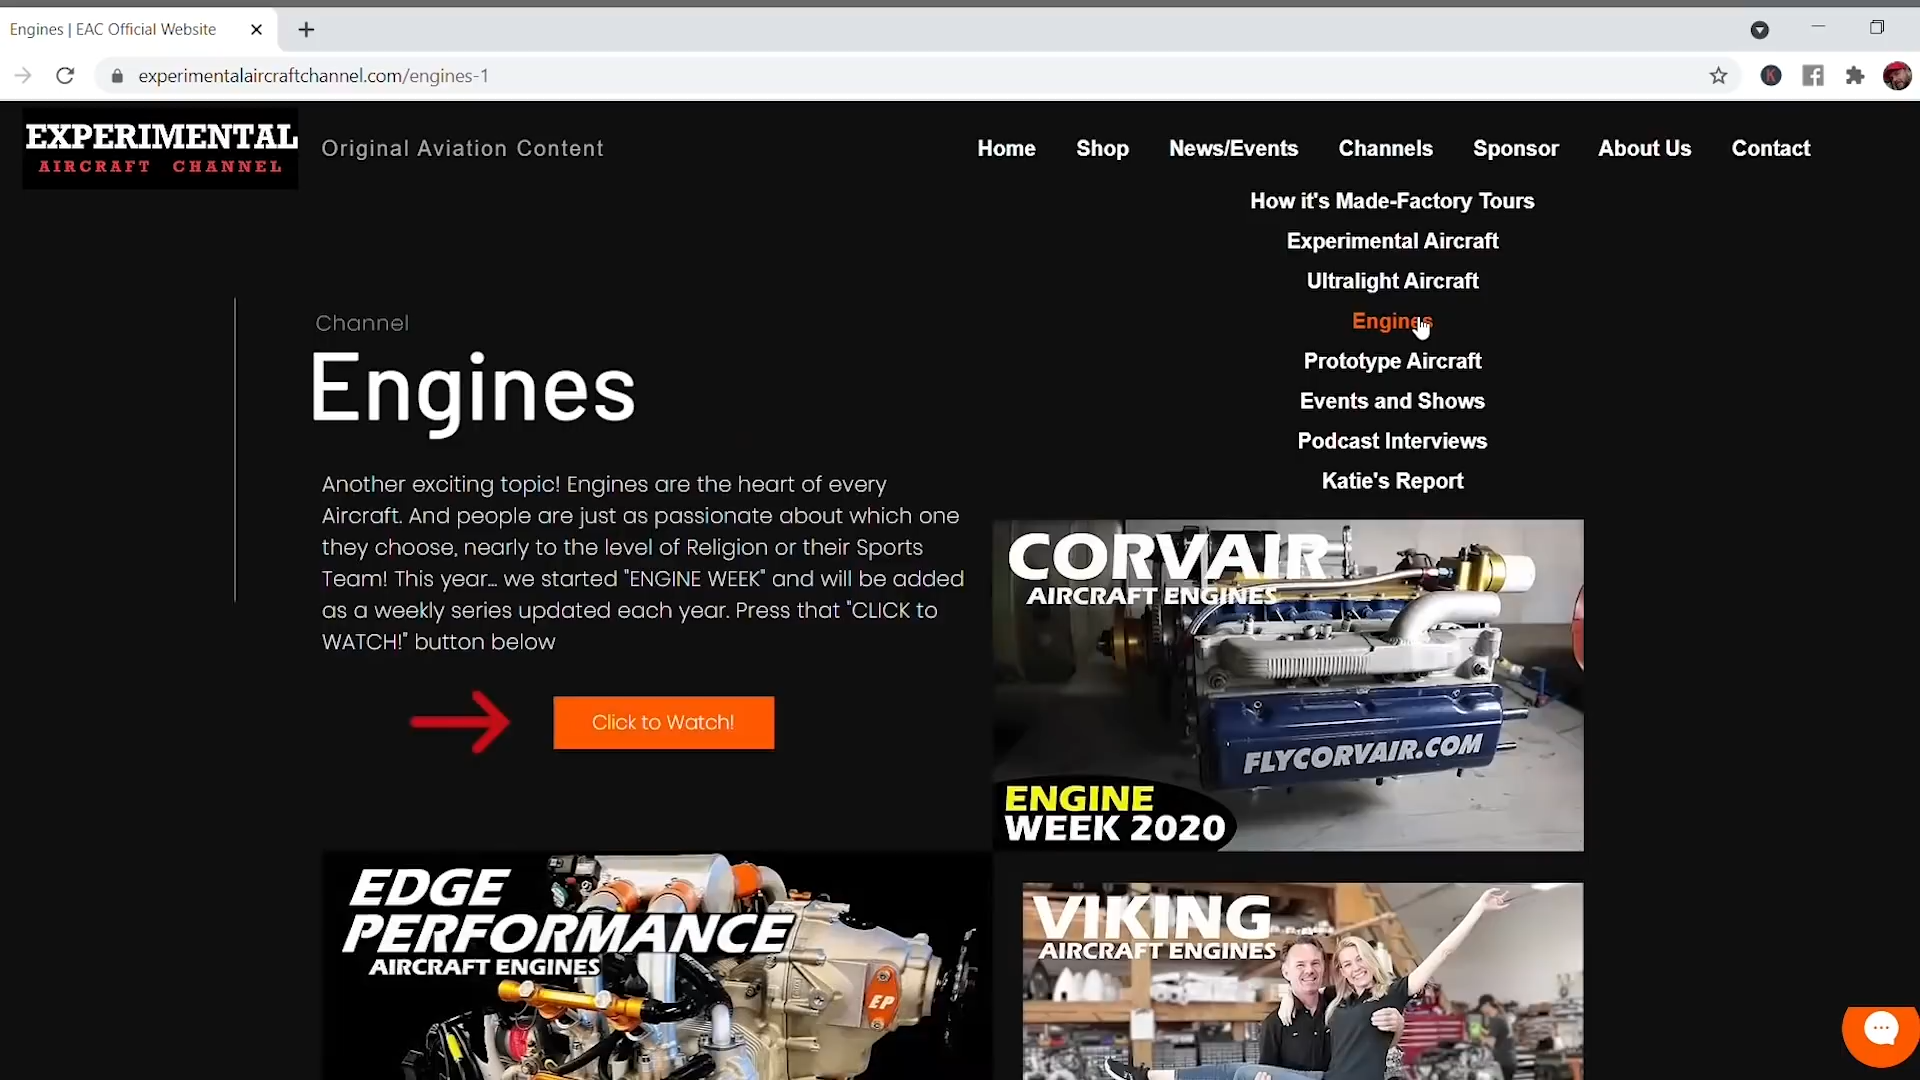 Engines | EAC Official Website
experimentalaircraftchannel.com/engines-1
K
EXPERIMENTAL
AIRCRAFT CHANNEL
Original Aviation Content
Home
Shop
News/Events
Channels
Sponsor
About Us
Contact
How it's Made-Factory Tours
Experimental Aircraft
Ultralight Aircraft
Engines
Prototype Aircraft
Events and Shows
Podcast Interviews
Katie's Report
Channel
Engines
Another exciting topic! Engines are the heart of every
Aircraft. And people are just as passionate about which one
they choose, nearly to the level of Religion or their Sports
Team! This year... we started "ENGINE WEEK" and will be added
as a weekly series updated each year. Press that "CLICK to
WATCH!" button below
Click to Watch!
CORVAIR
AIRCRAFT ENGINES
FLYCORVAIR.COM
ENGINE
WEEK 2020
EDGE
PERFORMANCE
AIRCRAFT ENGINES
EP
VIKING
AIRCRAFT ENGINES